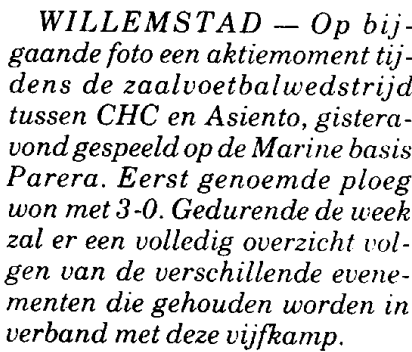 WILLEMSTAD — Op bij-
gaande foto een aktiemoment tij-
dens de zaalvoetbalwedstrijd
tussen CHC en Asiento, gistera-
vond gespeeld op de Marine basis
Parera. Eerst genoemde ploeg
won met 3-0. Gedurende de week
zal er een volledig overzicht vol-
gen van de verschillende evene-
menten die gehouden worden in
verband met deze vijfkamp.